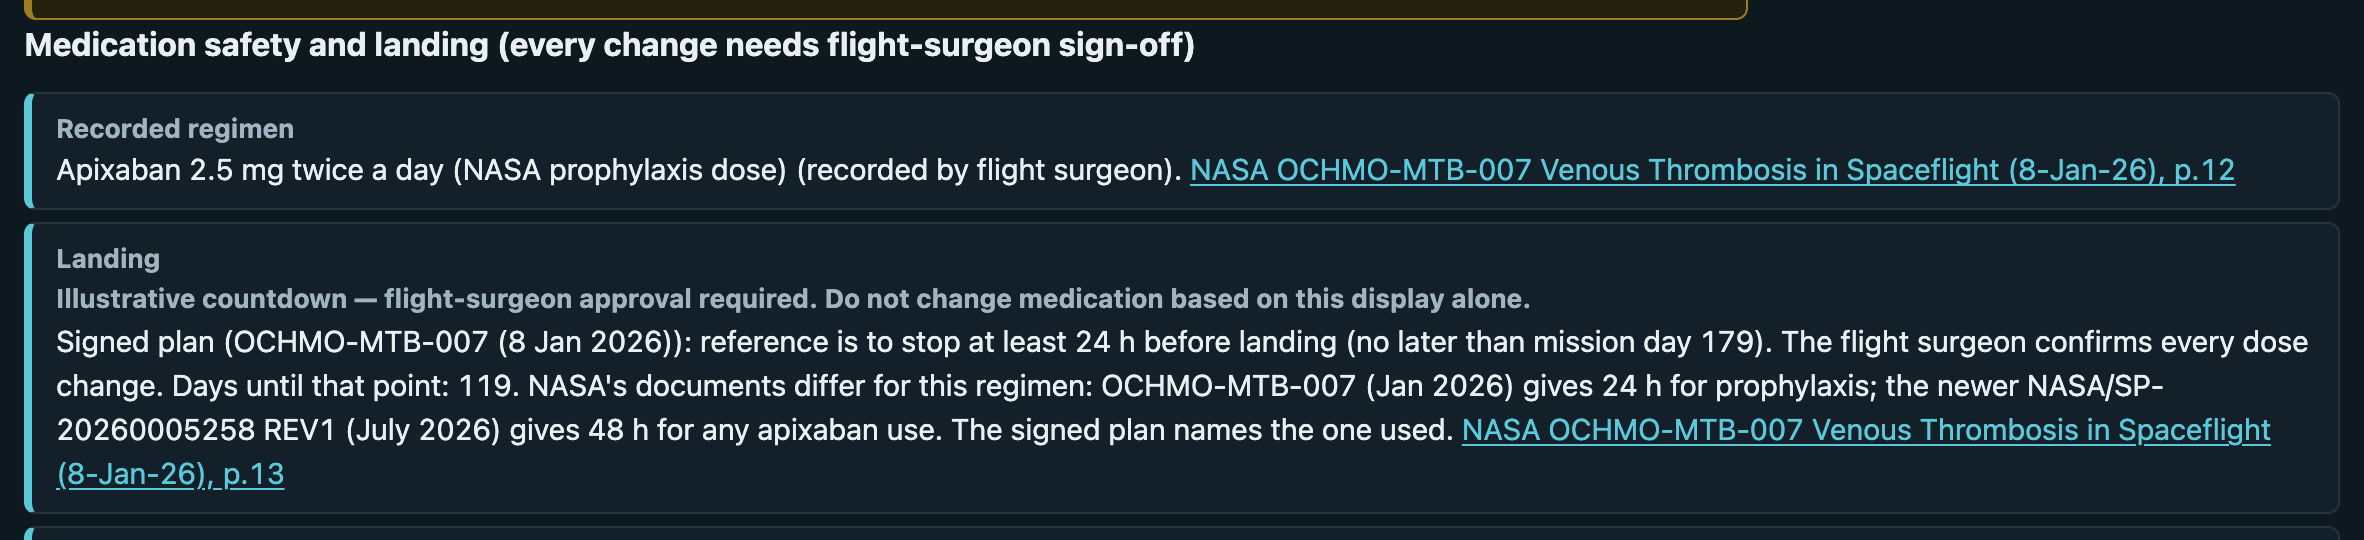 Medication safety and landing (every change needs flight-surgeon sign-off)
Recorded regimen
Apixaban 2.5 mg twice a day (NASA prophylaxis dose) (recorded by flight surgeon). NASA OCHMO-MTB-007 Venous Thrombosis in Spaceflight (8-Jan-26), p.12
Landing
Illustrative countdown — flight-surgeon approval required. Do not change medication based on this display alone.
Signed plan (OCHMO-MTB-007 (8 Jan 2026)): reference is to stop at least 24 h before landing (no later than mission day 179). The flight surgeon confirms every dose
change. Days until that point: 119. NASA's documents differ for this regimen: OCHMO-MTB-007 (Jan 2026) gives 24 h for prophylaxis; the newer NASA/SP-
20260005258 REV1 (July 2026) gives 48 h for any apixaban use. The signed plan names the one used. NASA OCHMO-MTB-007 Venous Thrombosis in Spaceflight
(8-Jan-26), p.13